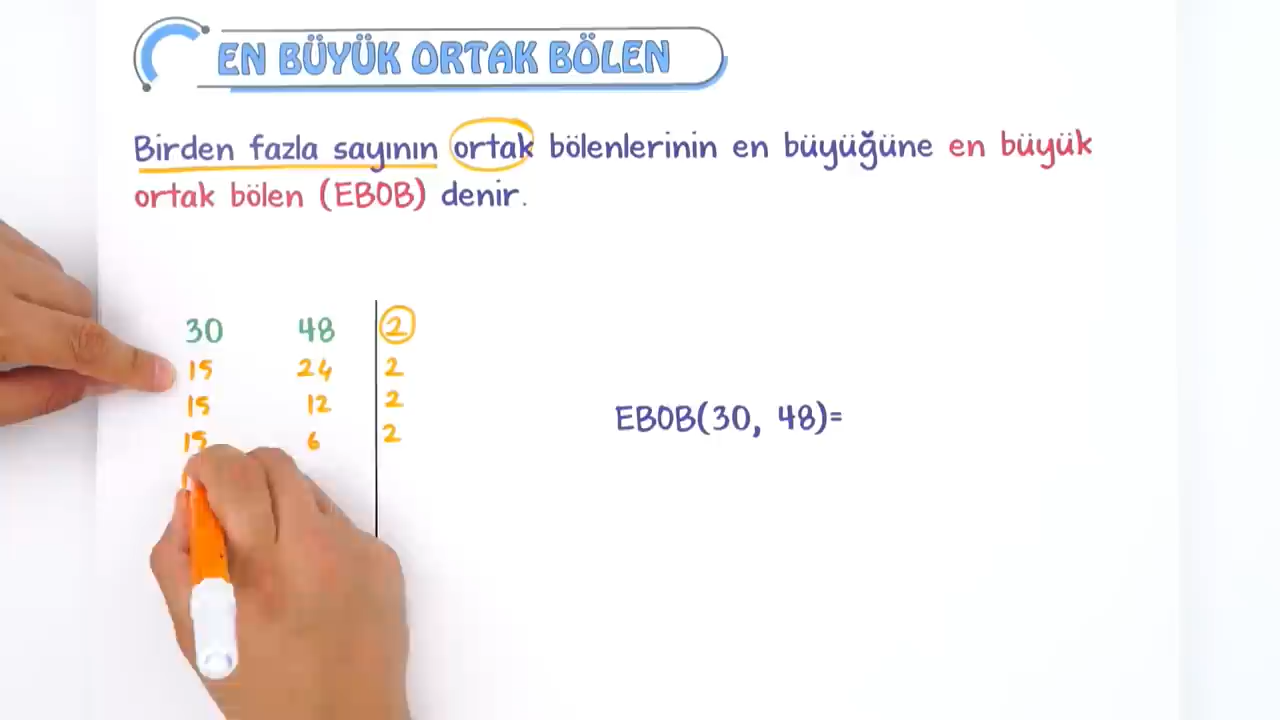 EN BÜYÜK ORTAK BÖLEN
Birden fazla sayının ortak bölenlerinin en büyüğüne en büyük
ortak bölen (EBOB) denir.
30 48 2
15 24 2
15 12 2
15 6 2
EBOB(30, 48)=